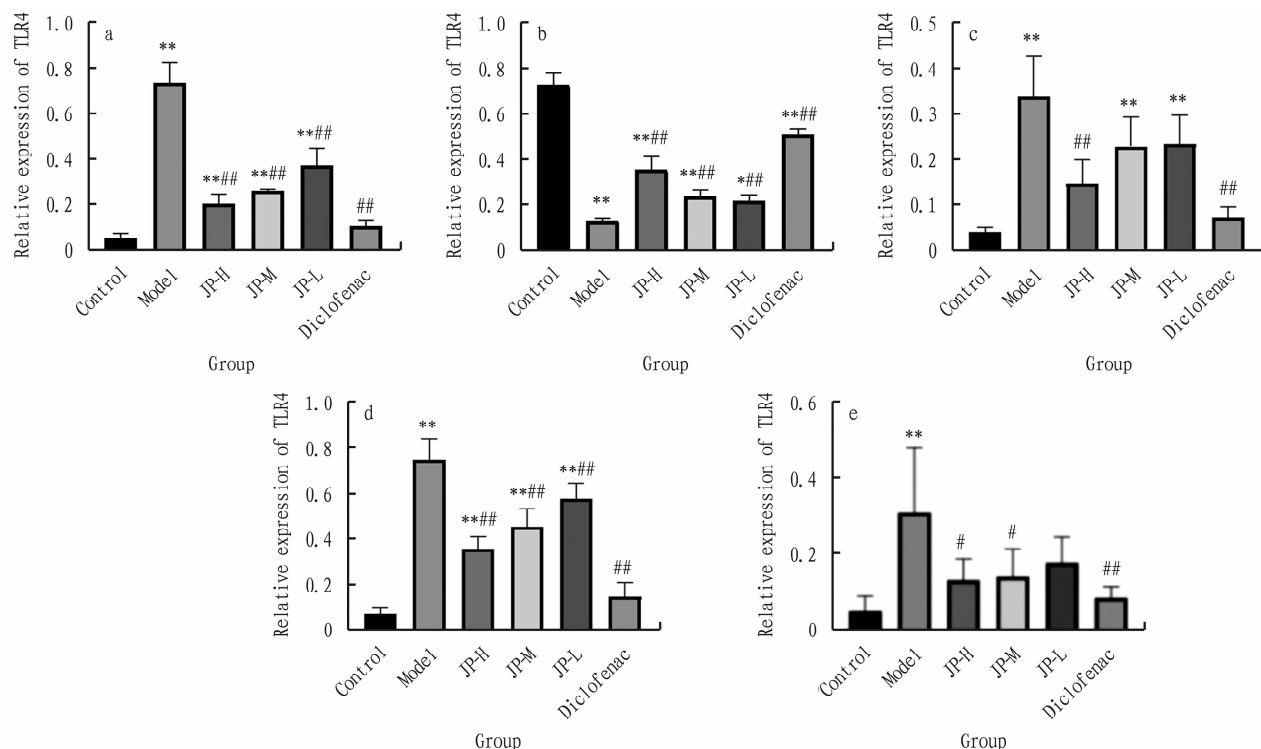 Relative expression of TLR4
1.0
0.8
0.6
0.4
0.2
0
a
**
**##
**##
**##
##
Control
Model
JP-H
JP-M
JP-L
Diclofenac
Group
Relative expression of TLR4
1.0
0.8
0.6
0.4
0.2
0
b
**
**##
**##
*##
**##
Control
Model
JP-H
JP-M
JP-L
Diclofenac
Group
Relative expression of TLR4
0.5
0.4
0.3
0.2
0.1
0
c
**
##
**
**
##
Control
Model
JP-H
JP-M
JP-L
Diclofenac
Group
Relative expression of TLR4
1.0
0.8
0.6
0.4
0.2
0
d
**
**##
**##
**##
##
Control
Model
JP-H
JP-M
JP-L
Diclofenac
Group
Relative expression of TLR4
0.6
0.4
0.2
0
e
**
#
#
##
Control
Model
JP-H
JP-M
JP-L
Diclofenac
Group